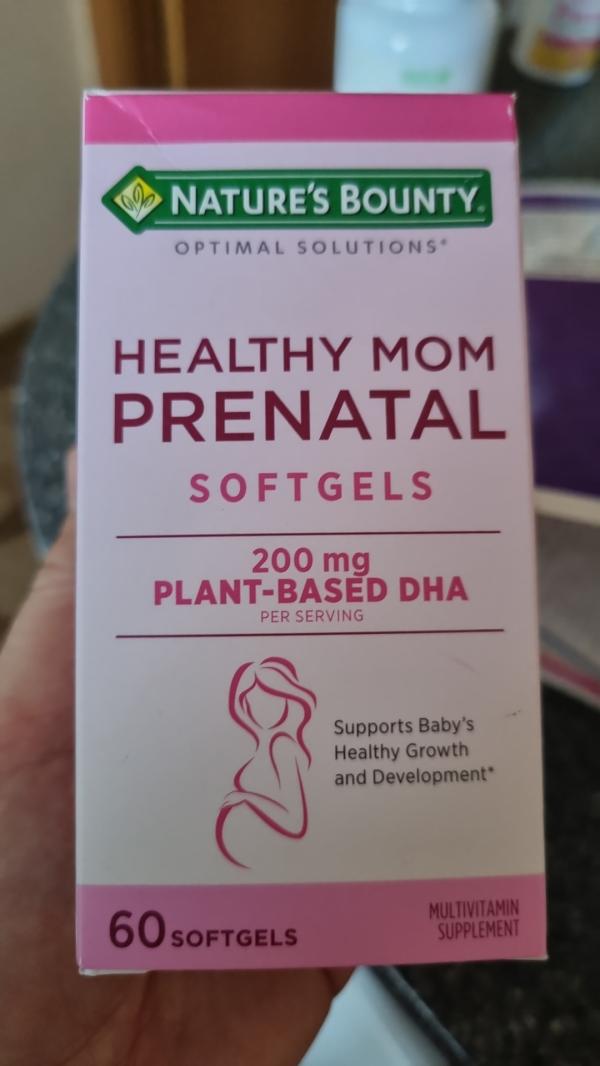 NATURE'S BOUNTY®
OPTIMAL SOLUTIONS®
HEALTHY MOM
PRENATAL
SOFTGELS
200 mg
PLANT-BASED DHA
PER SERVING
Supports Baby's
Healthy Growth
and Development*
60 SOFTGELS
MULTIVITAMIN
SUPPLEMENT